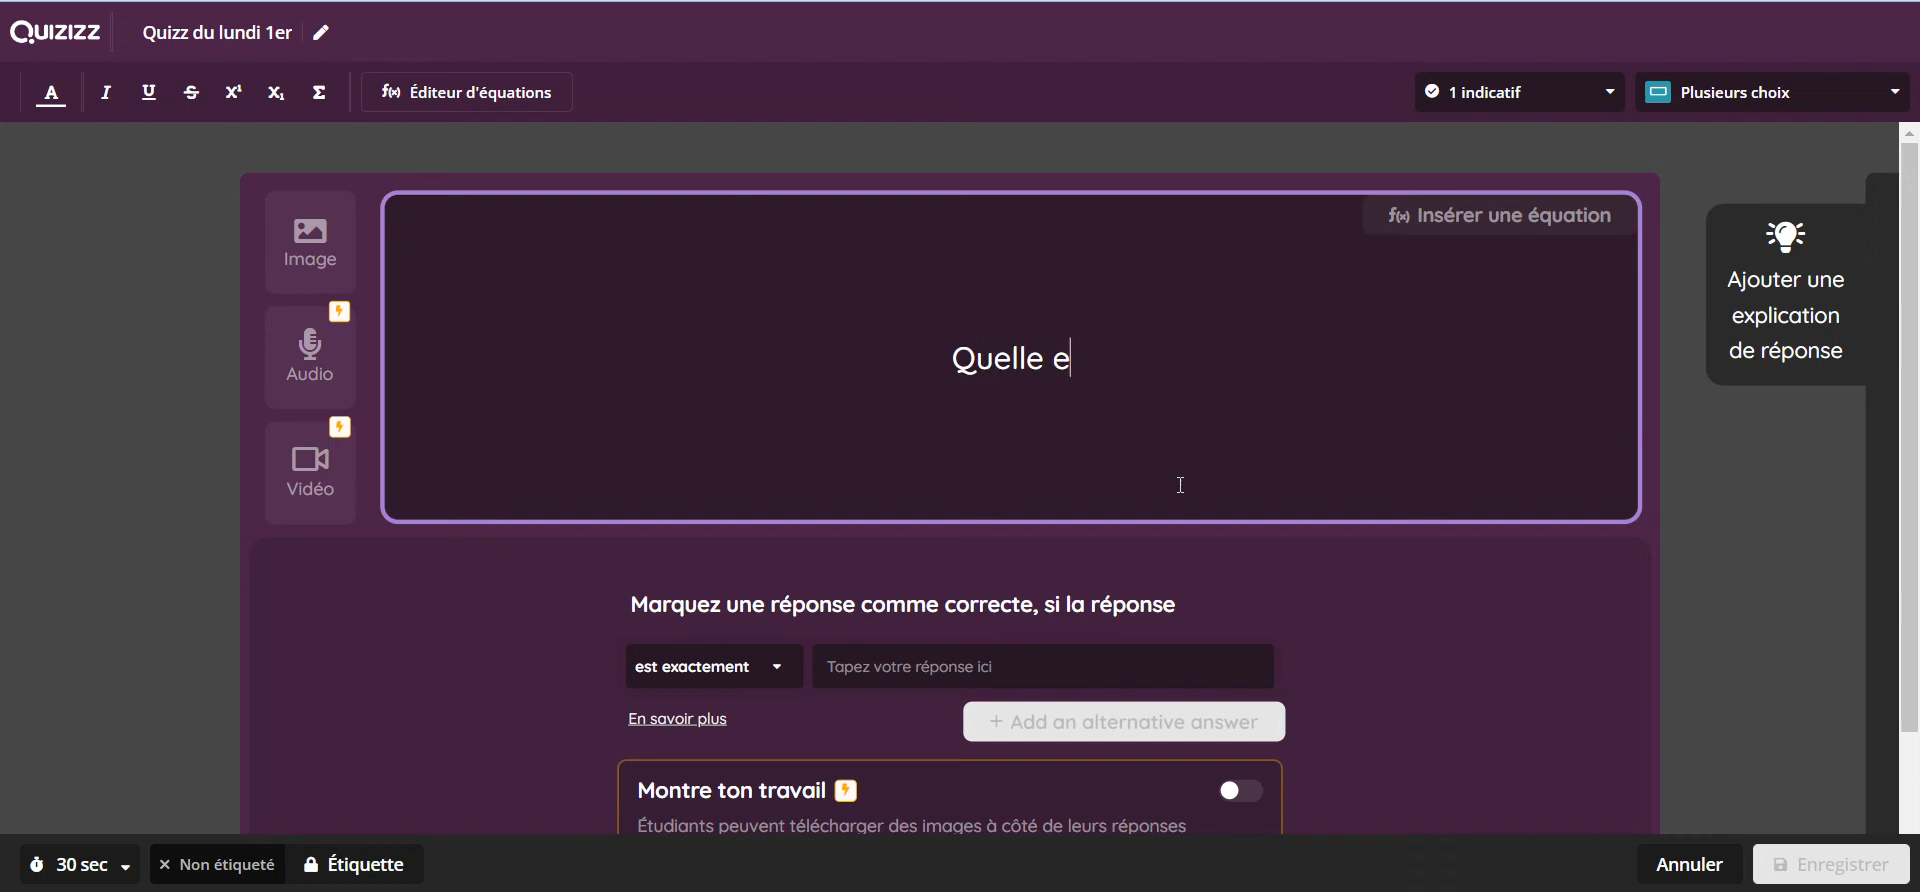 QUIZIZZ
Quizz du lundi 1er
A I U S X¹ X₁ Σ
f(x) Éditeur d'équations
1 indicatif
Plusieurs choix
Image
f(x) Insérer une équation
Ajouter une
explication
de réponse
Audio
Quelle e
Vidéo
Marquez une réponse comme correcte, si la réponse
est exactement
Tapez votre réponse ici
En savoir plus
+ Add an alternative answer
Montre ton travail
Étudiants peuvent télécharger des images à côté de leurs réponses
30 sec
× Non étiqueté
Étiquette
Annuler
Enregistrer